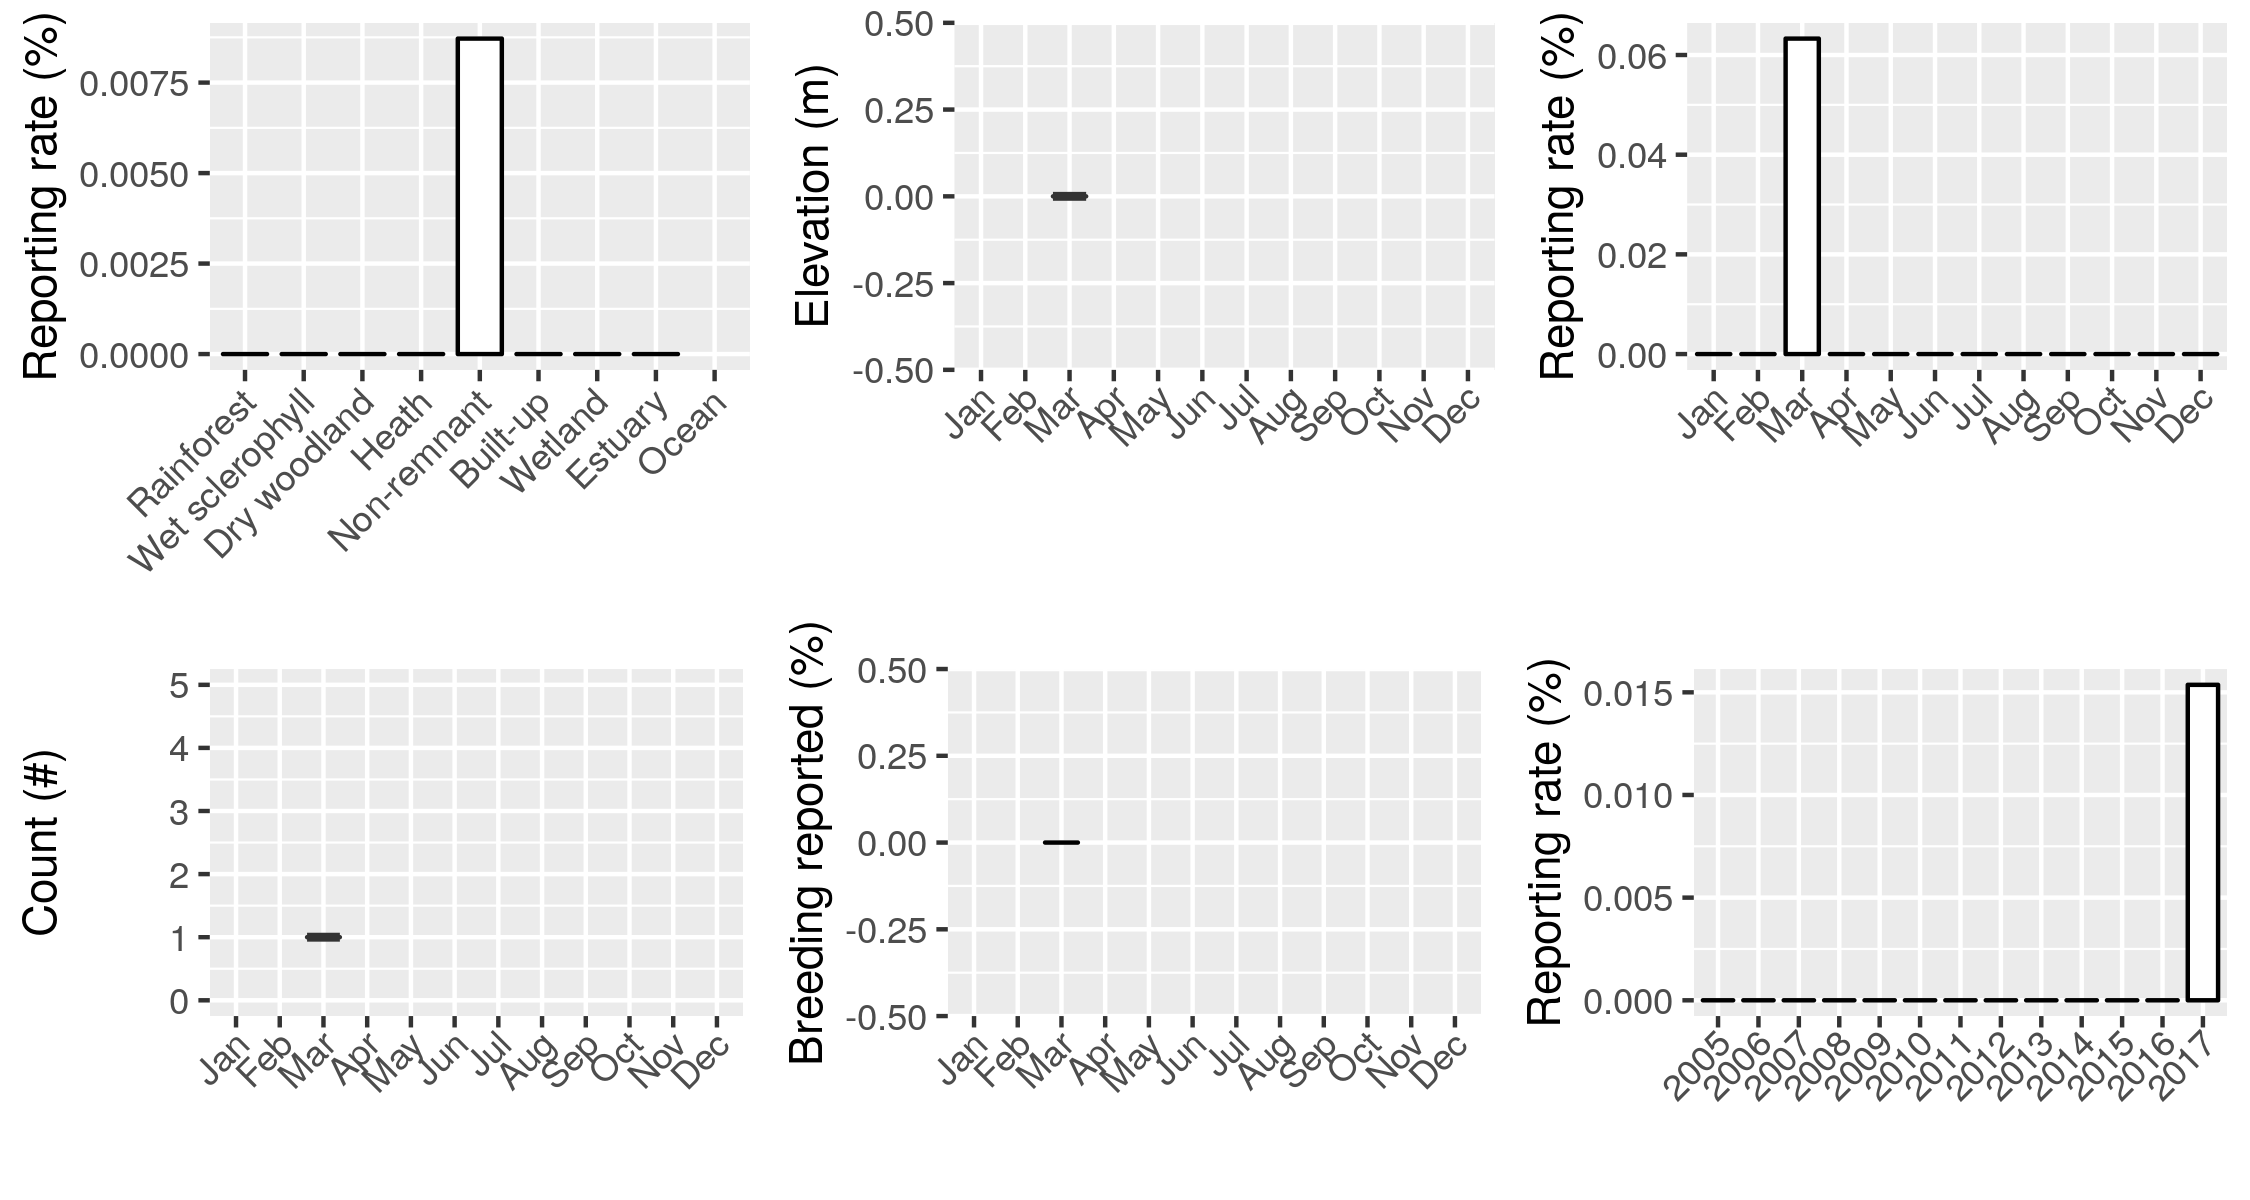 Reporting rate (%)
0.0075
0.0050
0.0025
0.0000
Rainforest
Wet sclerophyll
Dry woodland
Heath
Non-remnant
Built-up
Wetland
Estuary
Ocean
Elevation (m)
0.50
0.25
0.00
-0.25
-0.50
Jan
Feb
Mar
Apr
May
Jun
Jul
Aug
Sep
Oct
Nov
Dec
Reporting rate (%)
0.06
0.04
0.02
0.00
Jan
Feb
Mar
Apr
May
Jun
Jul
Aug
Sep
Oct
Nov
Dec
Count (#)
5
4
3
2
1
0
Jan
Feb
Mar
Apr
May
Jun
Jul
Aug
Sep
Oct
Nov
Dec
Breeding reported (%)
0.50
0.25
0.00
-0.25
-0.50
Jan
Feb
Mar
Apr
May
Jun
Jul
Aug
Sep
Oct
Nov
Dec
Reporting rate (%)
0.015
0.010
0.005
0.000
2005
2006
2007
2008
2009
2010
2011
2012
2013
2014
2015
2016
2017